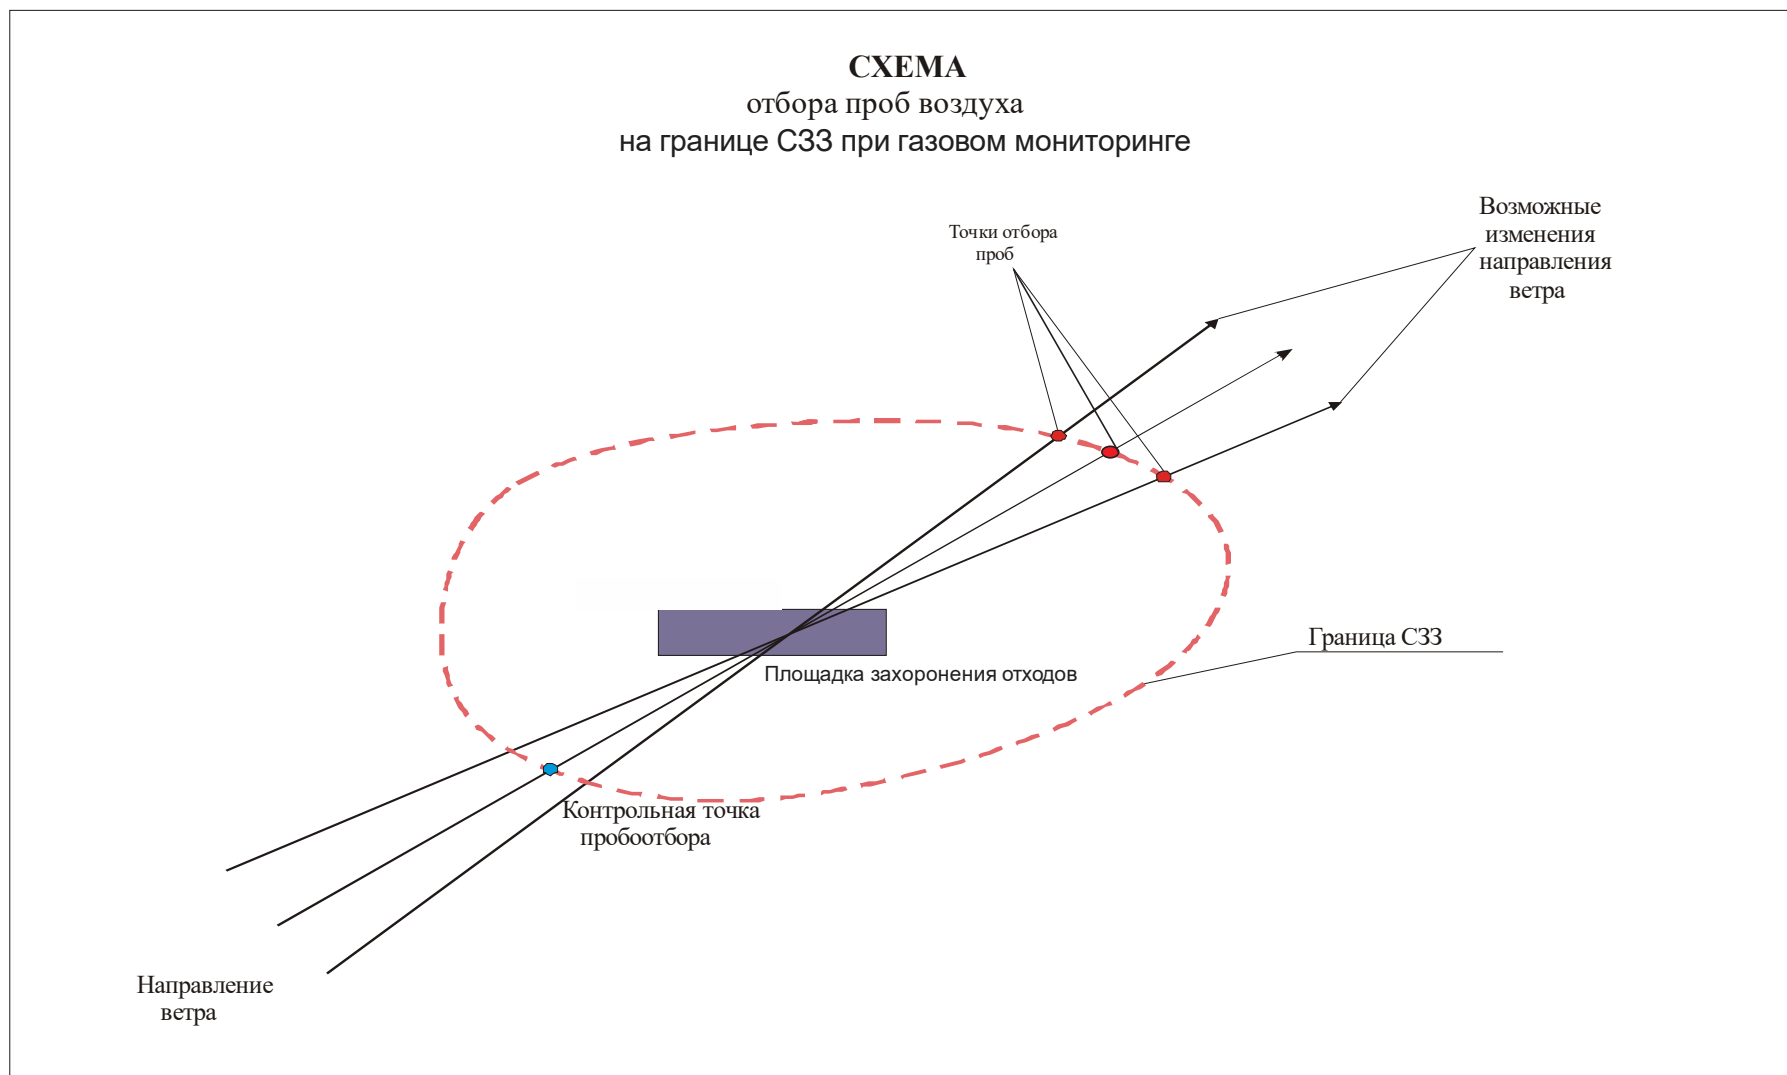 СХЕМА
отбора проб воздуха
на границе СЗЗ при газовом мониторинге
Возможные
изменения
направления
ветра
Точки отбора
проб
Граница СЗЗ
Площадка захоронения отходов
Контрольная точка
пробоотбора
Направление
ветра